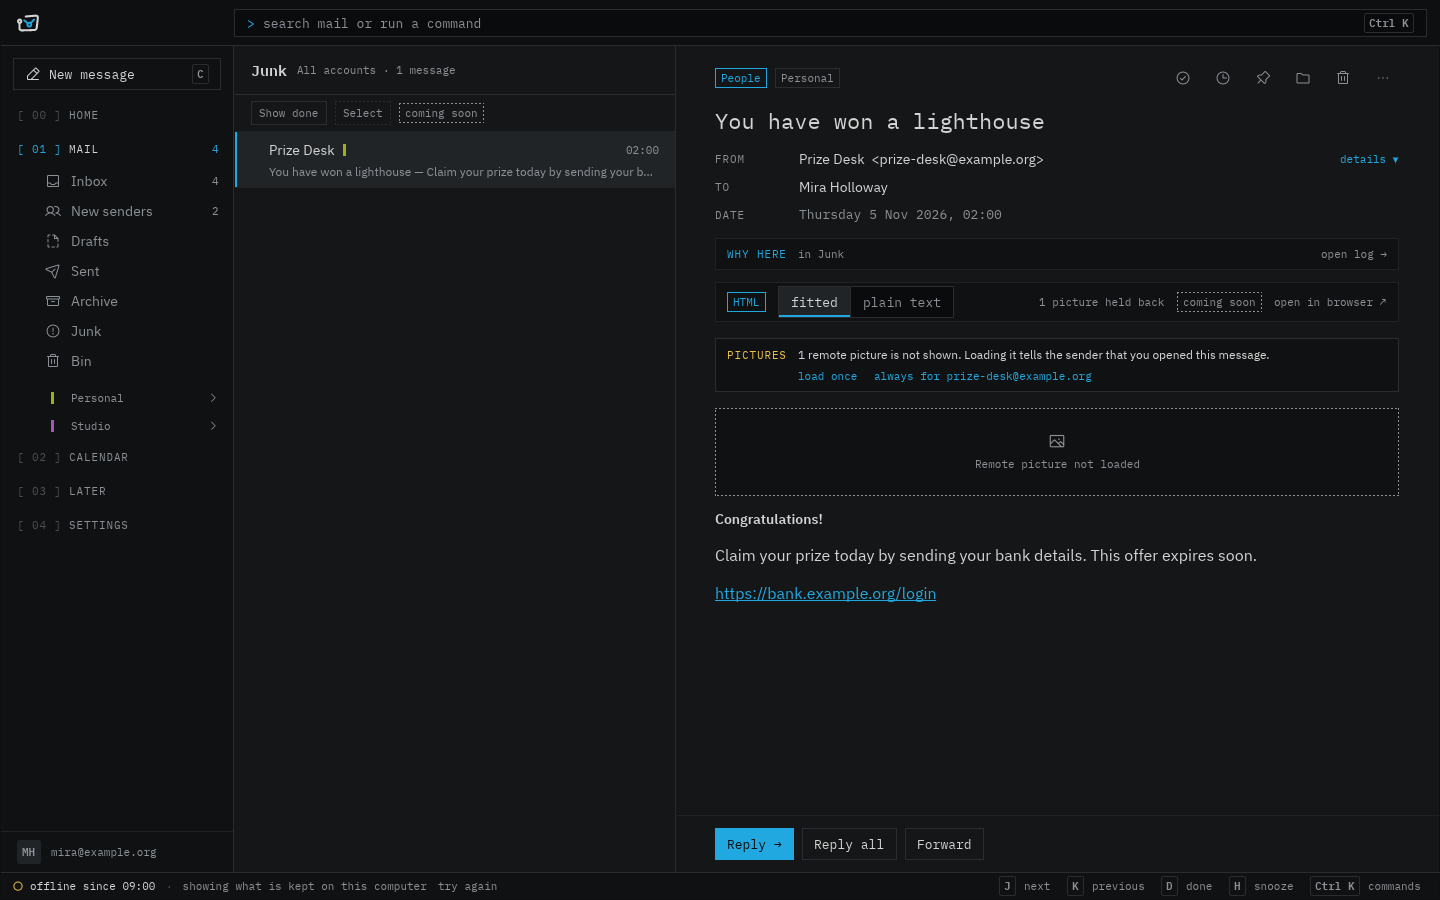 > search mail or run a command Ctrl K
New message C
[ 00 ] HOME
[ 01 ] MAIL 4
Inbox 4
New senders 2
Drafts
Sent
Archive
Junk
Bin
Personal
Studio
[ 02 ] CALENDAR
[ 03 ] LATER
[ 04 ] SETTINGS
MH mira@example.org
Junk All accounts · 1 message
Show done Select coming soon
Prize Desk 02:00
You have won a lighthouse — Claim your prize today by sending your b…
People Personal
You have won a lighthouse
FROM Prize Desk <prize-desk@example.org> details ▾
TO Mira Holloway
DATE Thursday 5 Nov 2026, 02:00
WHY HERE in Junk open log →
HTML fitted plain text 1 picture held back coming soon open in browser ↗
PICTURES 1 remote picture is not shown. Loading it tells the sender that you opened this message.
load once always for prize-desk@example.org
Remote picture not loaded
Congratulations!
Claim your prize today by sending your bank details. This offer expires soon.
https://bank.example.org/login
Reply → Reply all Forward
offline since 09:00 · showing what is kept on this computer try again
J next K previous D done H snooze Ctrl K commands